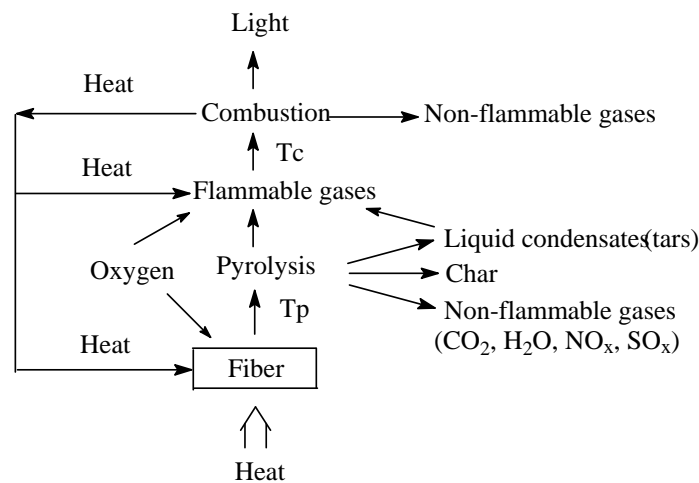 Light
Heat
Combustion
Non-flammable gases
Tc
Heat
Flammable gases
Liquid condensates(tars)
Oxygen
Pyrolysis
Char
Tp
Non-flammable gases
(CO2, H2O, NOx, SOx)
Heat
Fiber
Heat